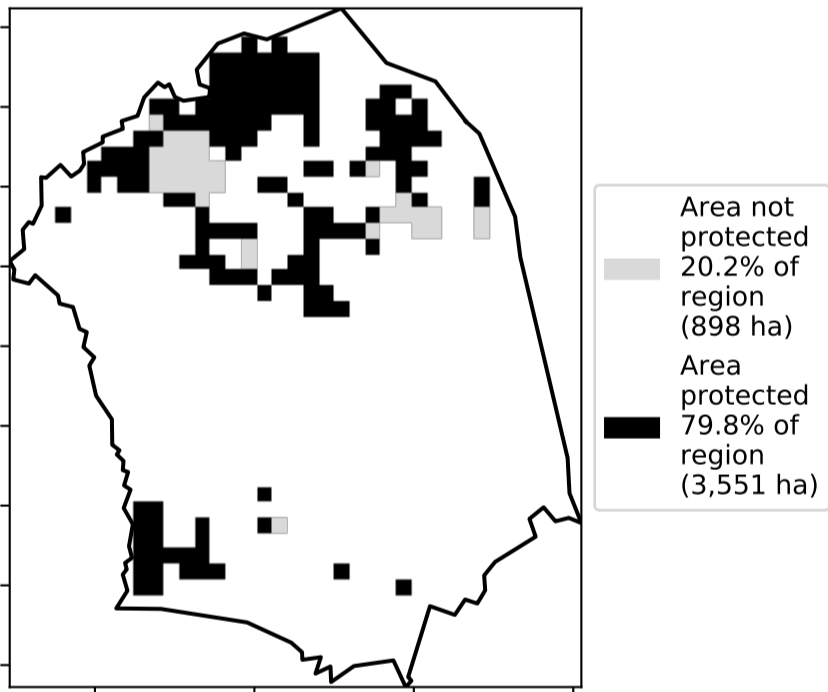 Area not
protected
20.2% of
region
(898 ha)
Area
protected
79.8% of
region
(3,551 ha)